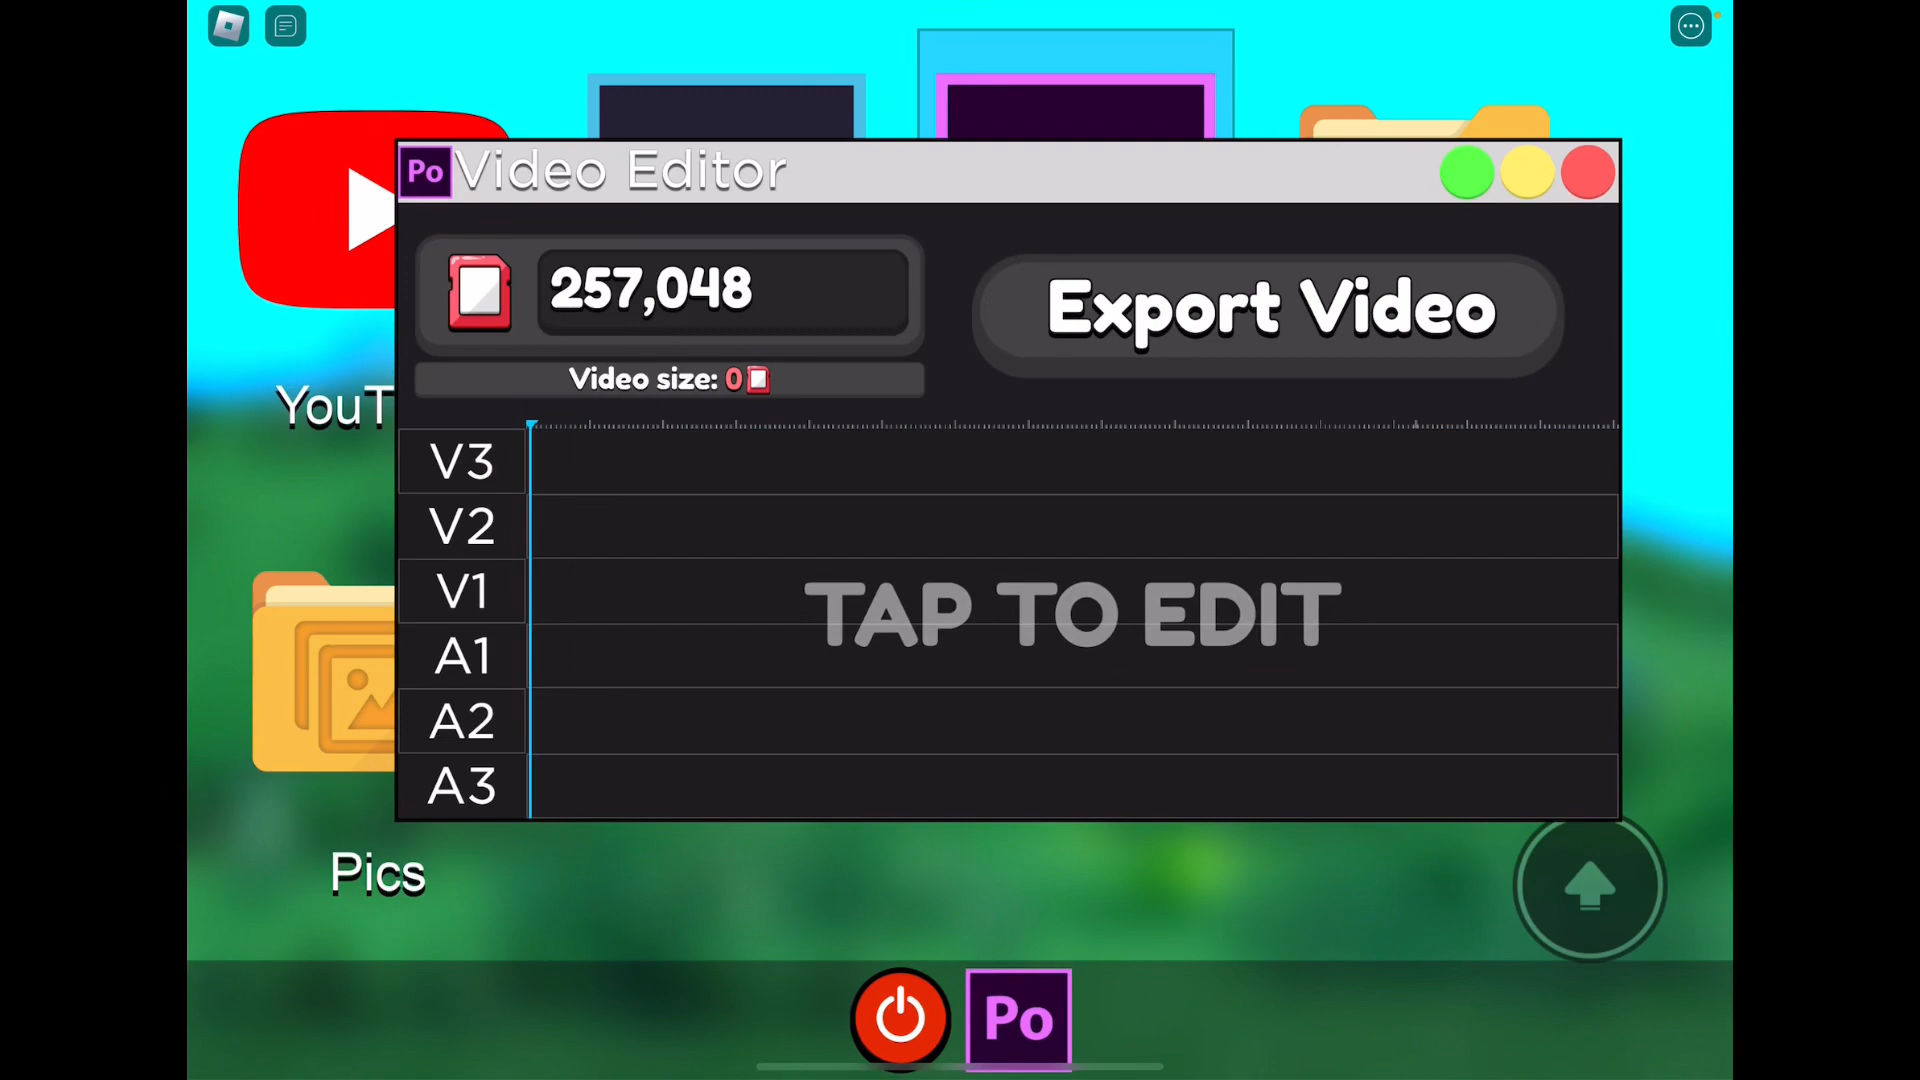 Po Video Editor
257,048
Export Video
Video size: 0
YouT
V3
V2
V1
TAP TO EDIT
A1
A2
A3
Pics
Po